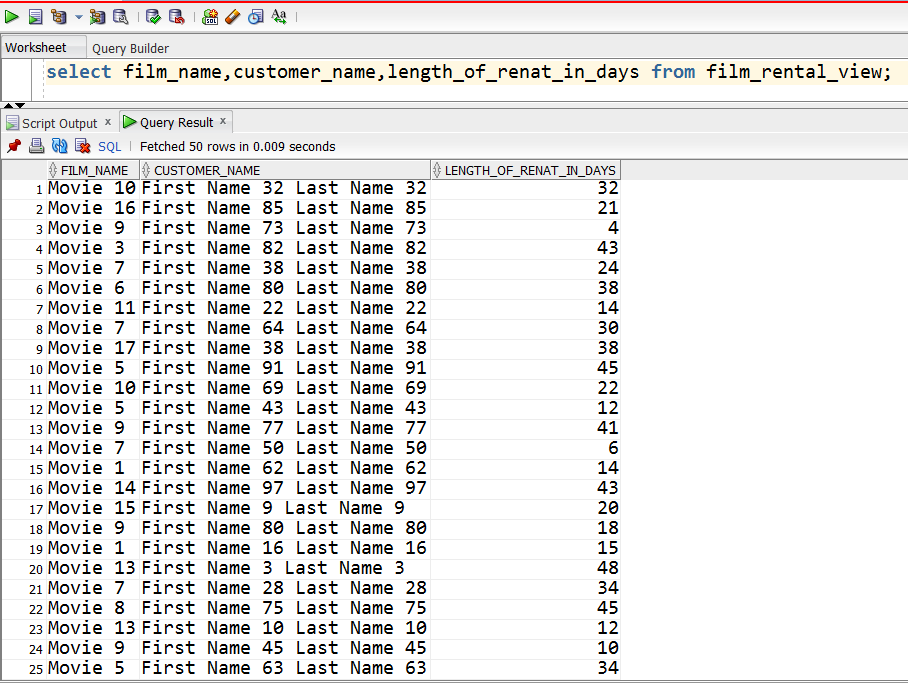 SQL Aa
Worksheet Query Builder
select film_name,customer_name,length_of_renat_in_days from film_rental_view;
Script Output x Query Result x
SQL | Fetched 50 rows in 0.009 seconds
FILM_NAME CUSTOMER_NAME LENGTH_OF_RENAT_IN_DAYS
1 Movie 10 First Name 32 Last Name 32 32
2 Movie 16 First Name 85 Last Name 85 21
3 Movie 9 First Name 73 Last Name 73 4
4 Movie 3 First Name 82 Last Name 82 43
5 Movie 7 First Name 38 Last Name 38 24
6 Movie 6 First Name 80 Last Name 80 38
7 Movie 11 First Name 22 Last Name 22 14
8 Movie 7 First Name 64 Last Name 64 30
9 Movie 17 First Name 38 Last Name 38 38
10 Movie 5 First Name 91 Last Name 91 45
11 Movie 10 First Name 69 Last Name 69 22
12 Movie 5 First Name 43 Last Name 43 12
13 Movie 9 First Name 77 Last Name 77 41
14 Movie 7 First Name 50 Last Name 50 6
15 Movie 1 First Name 62 Last Name 62 14
16 Movie 14 First Name 97 Last Name 97 43
17 Movie 15 First Name 9 Last Name 9 20
18 Movie 9 First Name 80 Last Name 80 18
19 Movie 1 First Name 16 Last Name 16 15
20 Movie 13 First Name 3 Last Name 3 48
21 Movie 7 First Name 28 Last Name 28 34
22 Movie 8 First Name 75 Last Name 75 45
23 Movie 13 First Name 10 Last Name 10 12
24 Movie 9 First Name 45 Last Name 45 10
25 Movie 5 First Name 63 Last Name 63 34